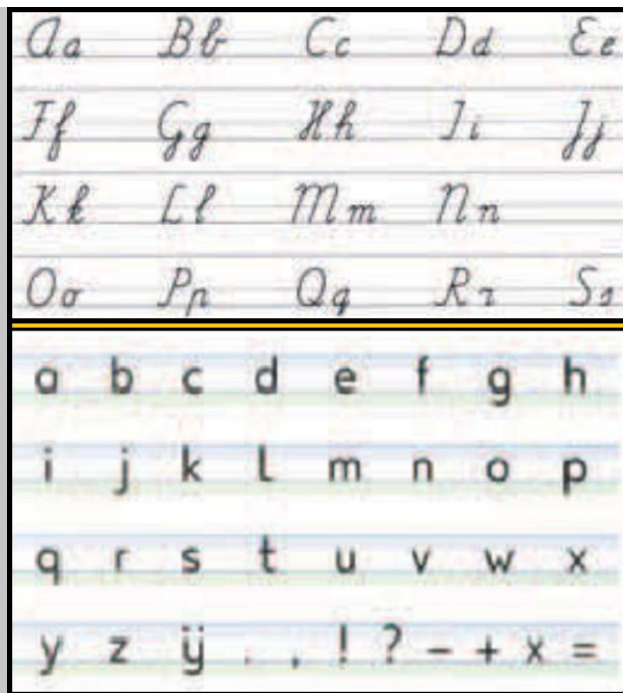 Aa Bb Cc Dd Ee
Ff Gg Hh Ii Jj
Kk Ll Mm Nn
Oo Pp Qq Rr Ss
a b c d e f g h
i j k l m n o p
q r s t u v w x
y z ÿ . , ! ? - + x =